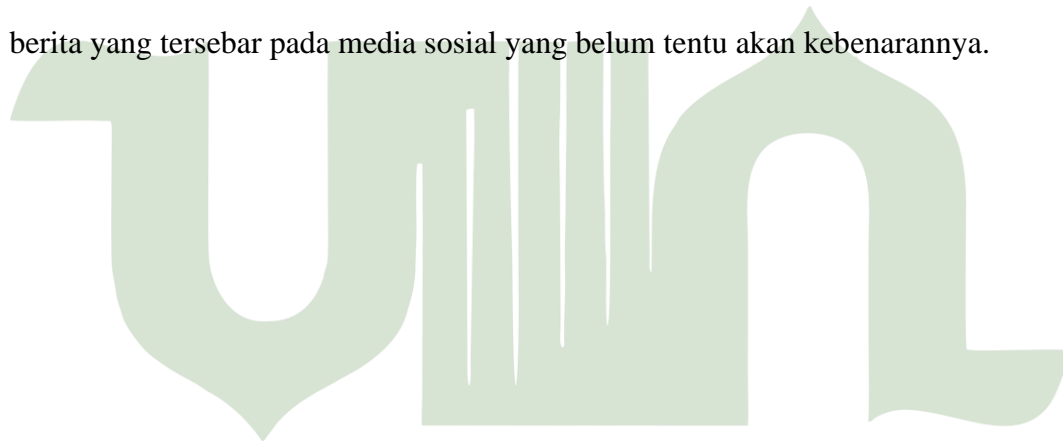 berita yang tersebar pada media sosial yang belum tentu akan kebenarannya.